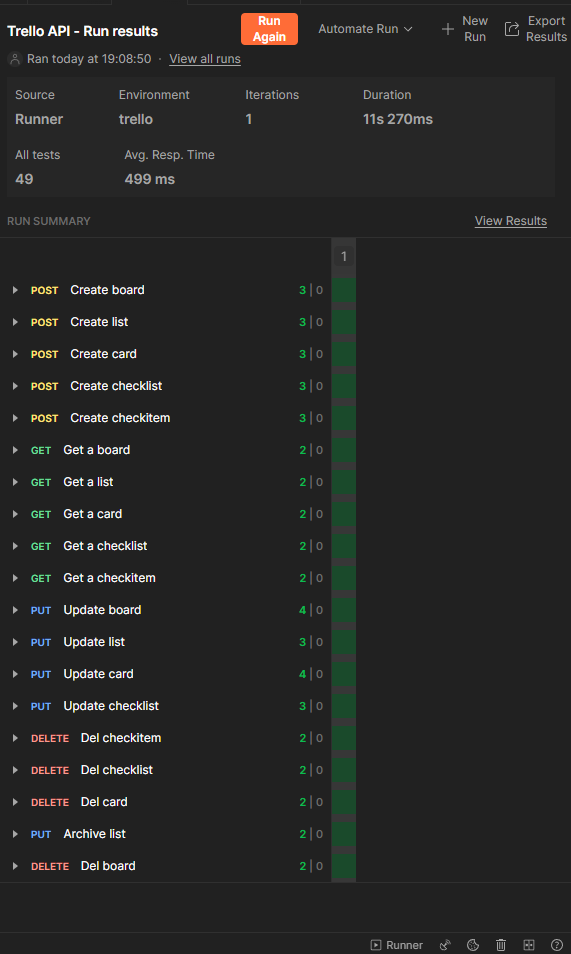 Trello API - Run results
Run Again
Automate Run
New Run
Export Results
Ran today at 19:08:50 · View all runs
Source Environment Iterations Duration
Runner trello 1 11s 270ms
All tests Avg. Resp. Time
49 499 ms
RUN SUMMARY View Results
1
POST Create board 3 | 0
POST Create list 3 | 0
POST Create card 3 | 0
POST Create checklist 3 | 0
POST Create checkitem 3 | 0
GET Get a board 2 | 0
GET Get a list 2 | 0
GET Get a card 2 | 0
GET Get a checklist 2 | 0
GET Get a checkitem 2 | 0
PUT Update board 4 | 0
PUT Update list 3 | 0
PUT Update card 4 | 0
PUT Update checklist 3 | 0
DELETE Del checkitem 2 | 0
DELETE Del checklist 2 | 0
DELETE Del card 2 | 0
PUT Archive list 2 | 0
DELETE Del board 2 | 0
Runner